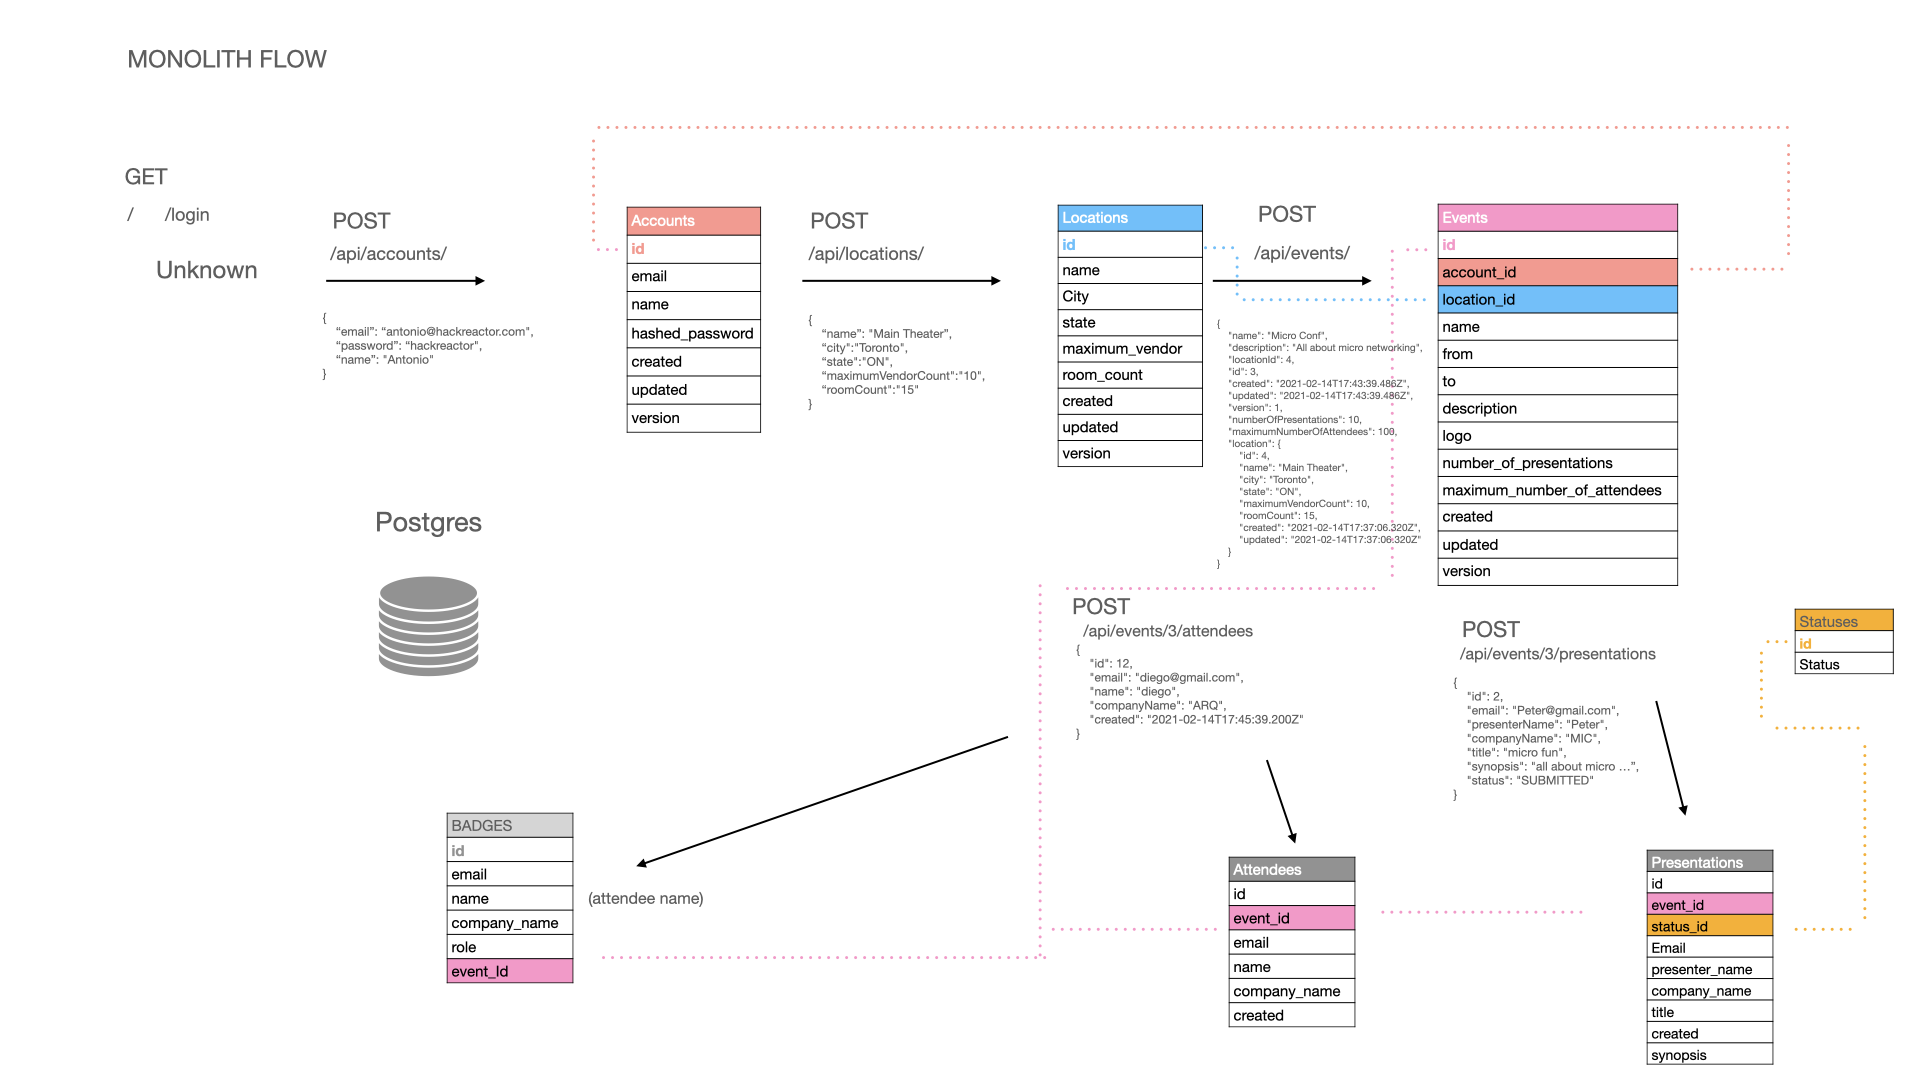 MONOLITH FLOW
GET
/ /login
Unknown
POST
/api/accounts/
{
“email”: “antonio@hackreactor.com",
“password”: “hackreactor",
“name”: "Antonio"
}
Accounts
id
email
name
hashed_password
created
updated
version
POST
/api/locations/
{
“name”: "Main Theater”,
“city":"Toronto",
“state":"ON",
“maximumVendorCount":"10",
“roomCount":"15"
}
Locations
id
name
City
state
maximum_vendor
room_count
created
updated
version
POST
/api/events/
{
"name": "Micro Conf",
"description": "All about micro networking",
"locationId": 4,
"id": 3,
"created": "2021-02-14T17:43:39.486Z",
"updated": "2021-02-14T17:43:39.486Z",
"version": 1,
"numberOfPresentations": 10,
"maximumNumberOfAttendees": 100,
"location": {
"id": 4,
"name": "Main Theater",
"city": "Toronto",
"state": "ON",
"maximumVendorCount": 10,
"roomCount": 15,
"created": "2021-02-14T17:37:06.320Z",
"updated": "2021-02-14T17:37:06.320Z"
}
}
Events
id
account_id
location_id
name
from
to
description
logo
number_of_presentations
maximum_number_of_attendees
created
updated
version
Postgres
POST
/api/events/3/attendees
{
"id": 12,
"email": "diego@gmail.com",
"name": "diego",
"companyName": "ARQ",
"created": "2021-02-14T17:45:39.200Z"
}
POST
/api/events/3/presentations
{
"id": 2,
"email": "Peter@gmail.com",
"presenterName": "Peter",
"companyName": "MIC",
"title": "micro fun",
"synopsis": "all about micro …”,
"status": "SUBMITTED"
}
Statuses
id
Status
BADGES
id
email
name
company_name
role
event_Id
(attendee name)
Attendees
id
event_id
email
name
company_name
created
Presentations
id
event_id
status_id
Email
presenter_name
company_name
title
created
synopsis